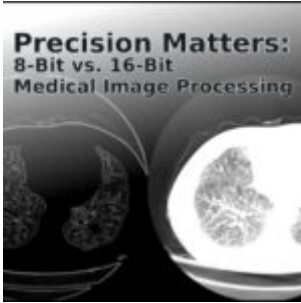 Precision Matters:
8-Bit vs. 16-Bit
Medical Image Processing